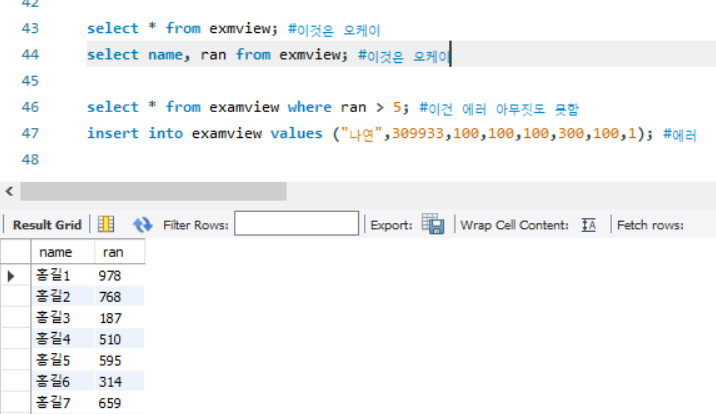 42
43 select * from exmview; #이것은 오케이
44 select name, ran from exmview; #이것은 오케이
45
46 select * from examview where ran > 5; #이건 에러 아무짓도 못함
47 insert into examview values ("나연",309933,100,100,100,300,100,1); #에러
48
Result Grid Filter Rows: Export: Wrap Cell Content: Fetch rows:
name ran
홍길1 978
홍길2 768
홍길3 187
홍길4 510
홍길5 595
홍길6 314
홍길7 659